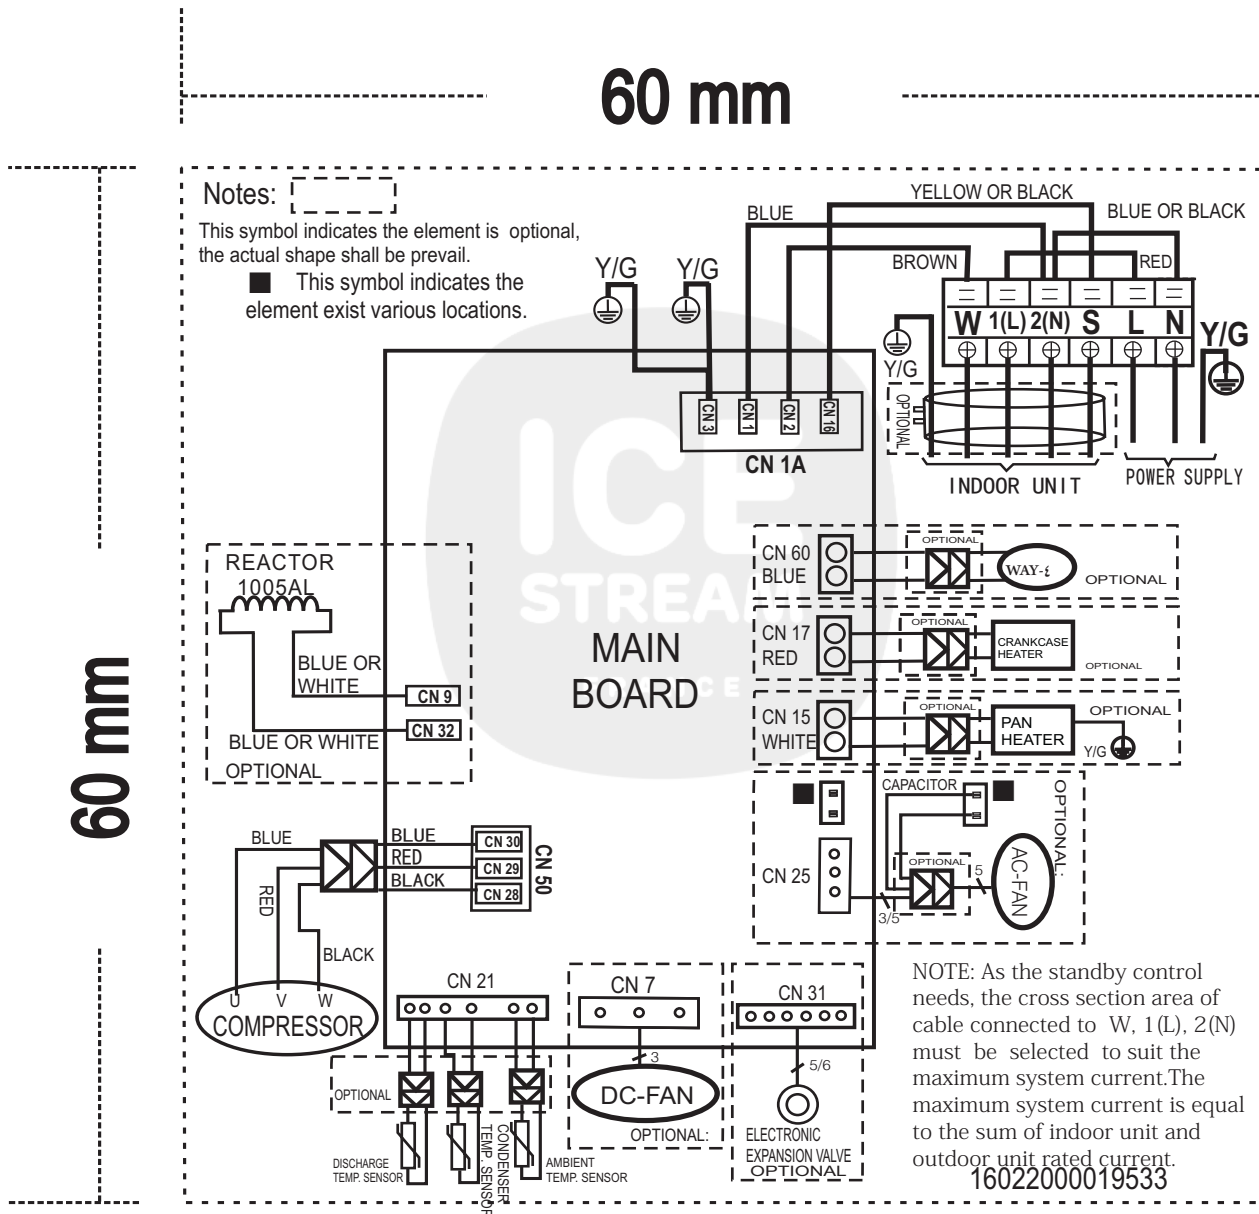 60 mm
60 mm
Notes:
This symbol indicates the element is optional,
the actual shape shall be prevail.
This symbol indicates the
element exist various locations.
Y/G
Y/G
BLUE
YELLOW OR BLACK
BLUE OR BLACK
BROWN
RED
W 1(L) 2(N) S L N
Y/G
Y/G
OPTIONAL
INDOOR UNIT
POWER SUPPLY
CN 3
CN 1
CN 2
CN 16
CN 1A
ICE
STREAM
MAIN
BOARD
REACTOR
1005AL
BLUE OR
WHITE
CN 9
CN 32
BLUE OR WHITE
OPTIONAL
CN 60
BLUE
OPTIONAL
WAY-٤
OPTIONAL
CN 17
RED
OPTIONAL
CRANKCASE
HEATER
OPTIONAL
CN 15
WHITE
OPTIONAL
PAN
HEATER
OPTIONAL
Y/G
CAPACITOR
OPTIONAL:
CN 25
OPTIONAL
3/5
5
AC-FAN
BLUE
RED
BLACK
BLUE
RED
BLACK
CN 30
CN 29
CN 28
CN 50
U V W
COMPRESSOR
CN 21
OPTIONAL
DISCHARGE
TEMP. SENSOR
CONDENSER
TEMP. SENSOR
AMBIENT
TEMP. SENSOR
CN 7
3
DC-FAN
OPTIONAL:
CN 31
5/6
ELECTRONIC
EXPANSION VALVE
OPTIONAL
NOTE: As the standby control
needs, the cross section area of
cable connected to W, 1(L), 2(N)
must be selected to suit the
maximum system current.The
maximum system current is equal
to the sum of indoor unit and
outdoor unit rated current.
16022000019533